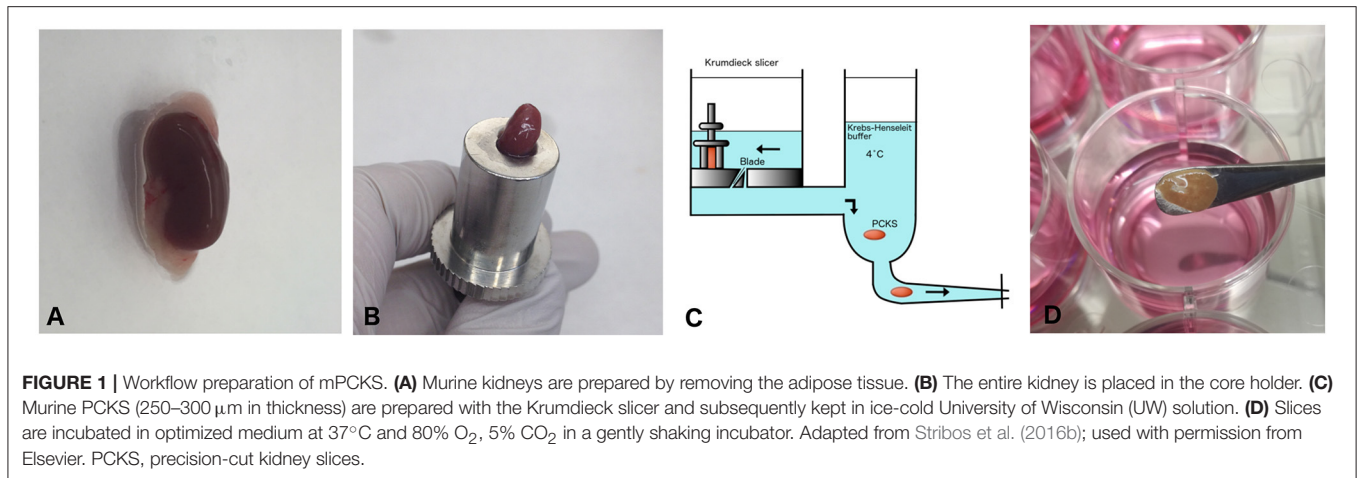 Krumdieck slicer
Blade
Krebs-Henseleit
buffer
4°C
PCKS
A
B
C
D
FIGURE 1 | Workflow preparation of mPCKS. (A) Murine kidneys are prepared by removing the adipose tissue. (B) The entire kidney is placed in the core holder. (C)
Murine PCKS (250–300 μm in thickness) are prepared with the Krumdieck slicer and subsequently kept in ice-cold University of Wisconsin (UW) solution. (D) Slices
are incubated in optimized medium at 37°C and 80% O₂, 5% CO₂ in a gently shaking incubator. Adapted from Stribos et al. (2016b); used with permission from
Elsevier. PCKS, precision-cut kidney slices.